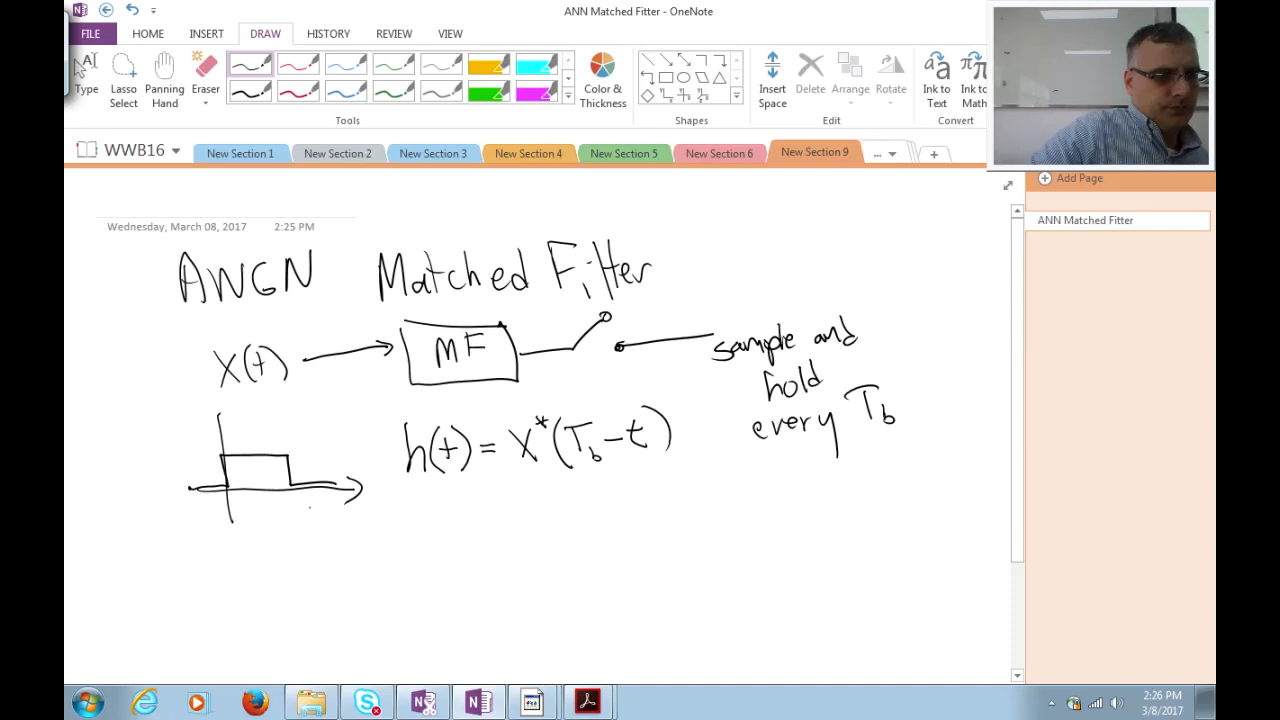 ANN Matched Fitter - OneNote
FILE HOME INSERT DRAW HISTORY REVIEW VIEW
Type Lasso Select Panning Hand Eraser Color & Thickness Insert Space Delete Arrange Rotate Ink to Text Ink to Math
Tools Shapes Edit Convert
WWB16 New Section 1 New Section 2 New Section 3 New Section 4 New Section 5 New Section 6 New Section 9 ...
Add Page
ANN Matched Fitter
Wednesday, March 08, 2017 2:25 PM
AWGN Matched Filter
X(t) MF sample and
hold
every T_b
h(t) = X*(T_b - t)
2:26 PM
3/8/2017